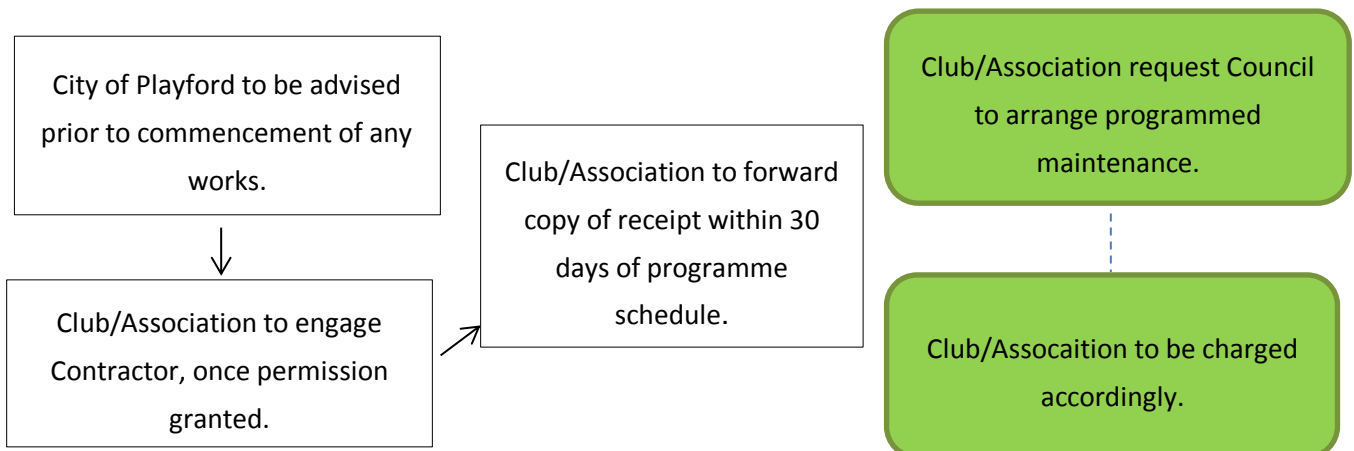 City of Playford to be advised
prior to commencement of any
works.
Club/Association to engage
Contractor, once permission
granted.
Club/Association to forward
copy of receipt within 30
days of programme
schedule.
Club/Association request Council
to arrange programmed
maintenance.
Club/Assocaition to be charged
accordingly.